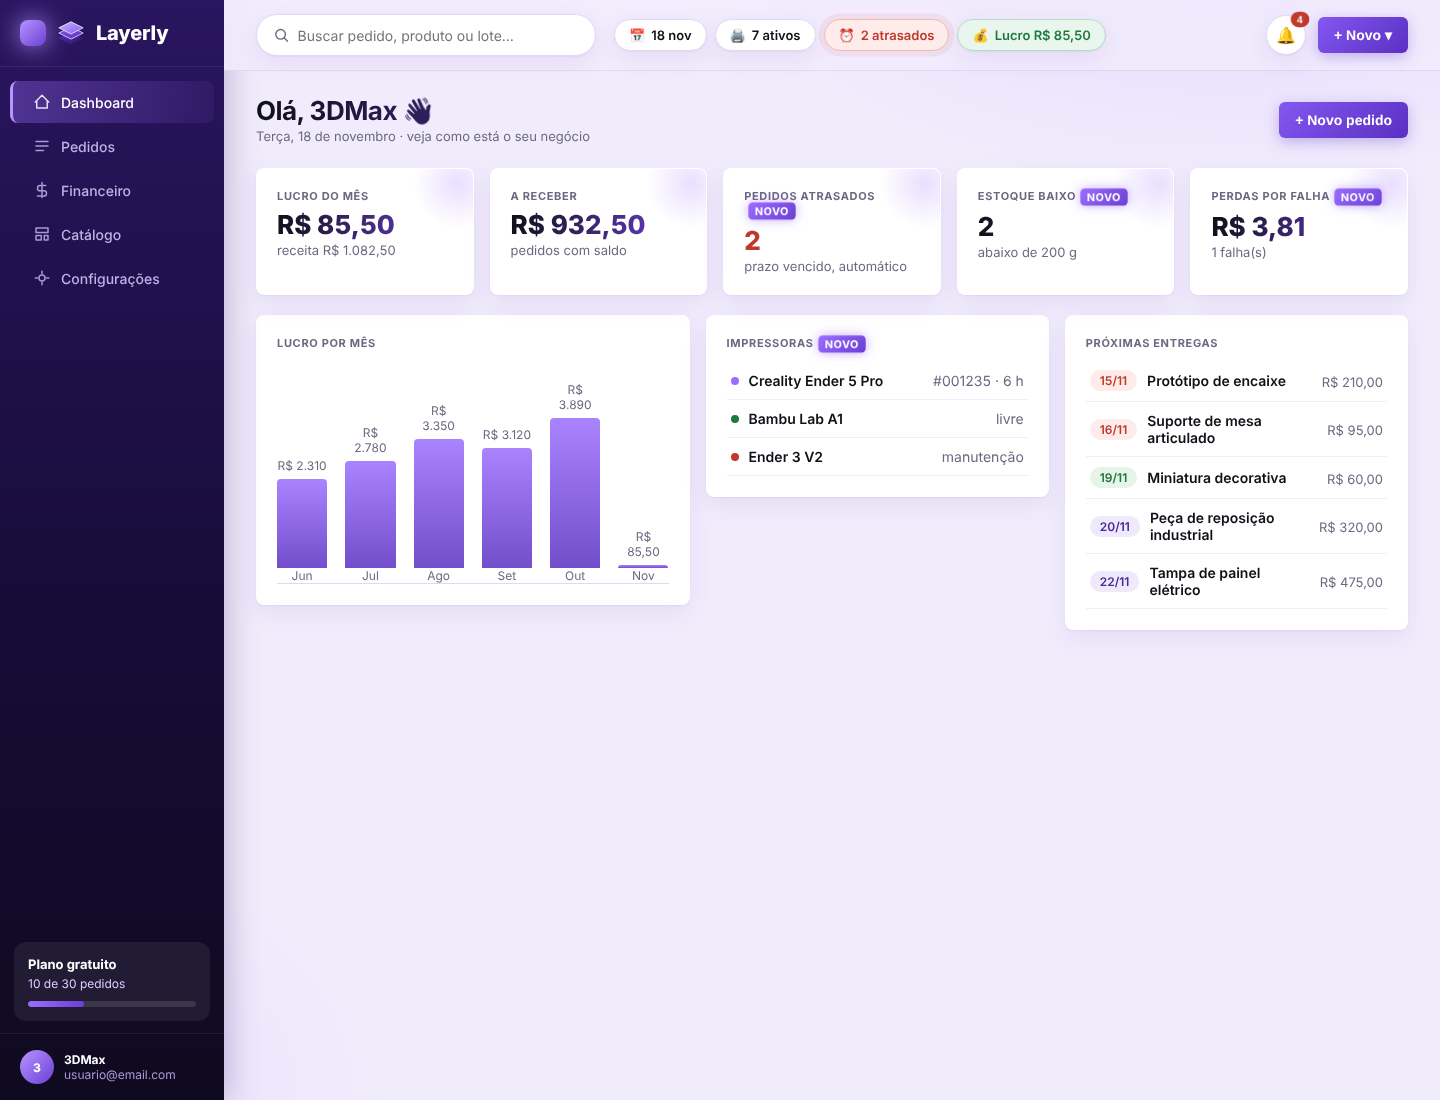 Layerly
Dashboard
Pedidos
Financeiro
Catálogo
Configurações
Plano gratuito
10 de 30 pedidos
3
3DMax
usuario@email.com
Buscar pedido, produto ou lote...
18 nov
7 ativos
2 atrasados
Lucro R$ 85,50
4
+ Novo ▾
Olá, 3DMax 👋
Terça, 18 de novembro · veja como está o seu negócio
+ Novo pedido
LUCRO DO MÊS
R$ 85,50
receita R$ 1.082,50
A RECEBER
R$ 932,50
pedidos com saldo
PEDIDOS ATRASADOS
NOVO
2
prazo vencido, automático
ESTOQUE BAIXO NOVO
2
abaixo de 200 g
PERDAS POR FALHA NOVO
R$ 3,81
1 falha(s)
LUCRO POR MÊS
R$ 2.310
R$
2.780
R$
3.350
R$ 3.120
R$
3.890
R$
85,50
Jun Jul Ago Set Out Nov
IMPRESSORAS NOVO
Creality Ender 5 Pro #001235 · 6 h
Bambu Lab A1 livre
Ender 3 V2 manutenção
PRÓXIMAS ENTREGAS
15/11 Protótipo de encaixe R$ 210,00
16/11 Suporte de mesa
articulado R$ 95,00
19/11 Miniatura decorativa R$ 60,00
20/11 Peça de reposição
industrial R$ 320,00
22/11 Tampa de painel
elétrico R$ 475,00